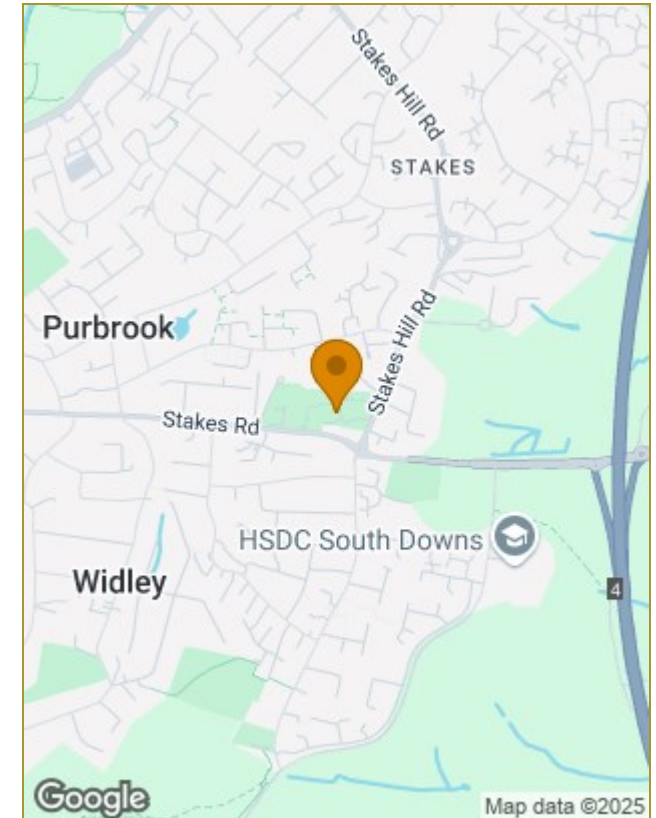 Stakes Hill Rd
STAKES
Purbrook
Stakes Hill Rd
Stakes Rd
HSDC South Downs
Widley
4
Google
Map data ©2025